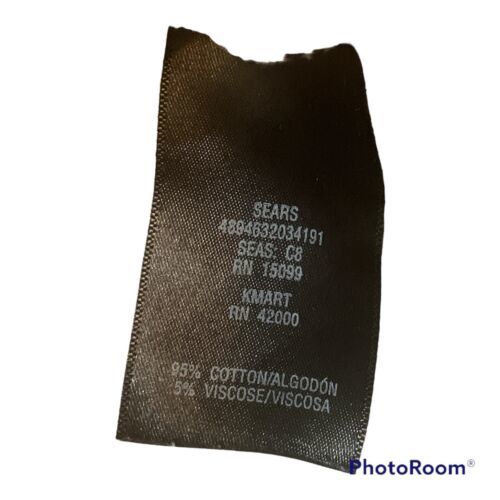 SEARS
4894632034191
SEAS: C8
RN 15099
KMART
RN 42000
95% COTTON/ALGODÓN
5% VISCOSE/VISCOSA
PhotoRoom®